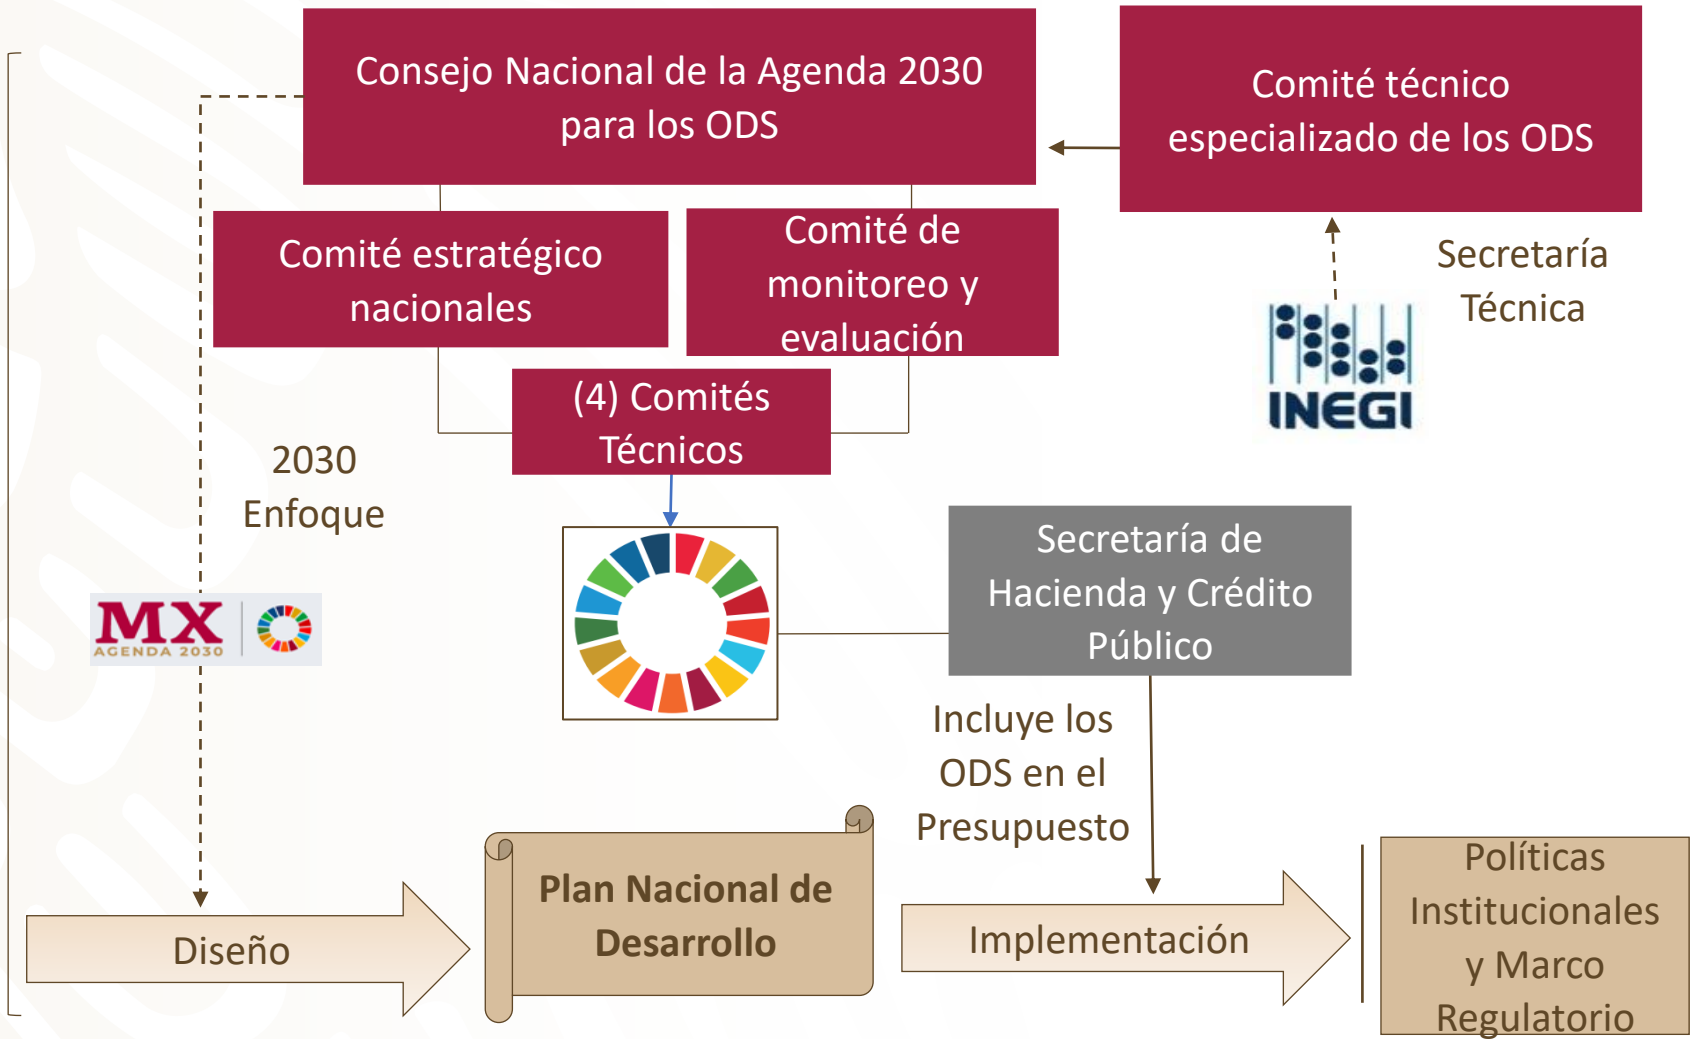 Consejo Nacional de la Agenda 2030
para los ODS
Comité técnico
especializado de los ODS
Comité estratégico
nacionales
Comité de
monitoreo y
evaluación
Secretaría
Técnica
INEGI
(4) Comités
Técnicos
2030
Enfoque
MX
AGENDA 2030
Secretaría de
Hacienda y Crédito
Público
Incluye los
ODS en el
Presupuesto
Diseño
Plan Nacional de
Desarrollo
Implementación
Políticas
Institucionales
y Marco
Regulatorio